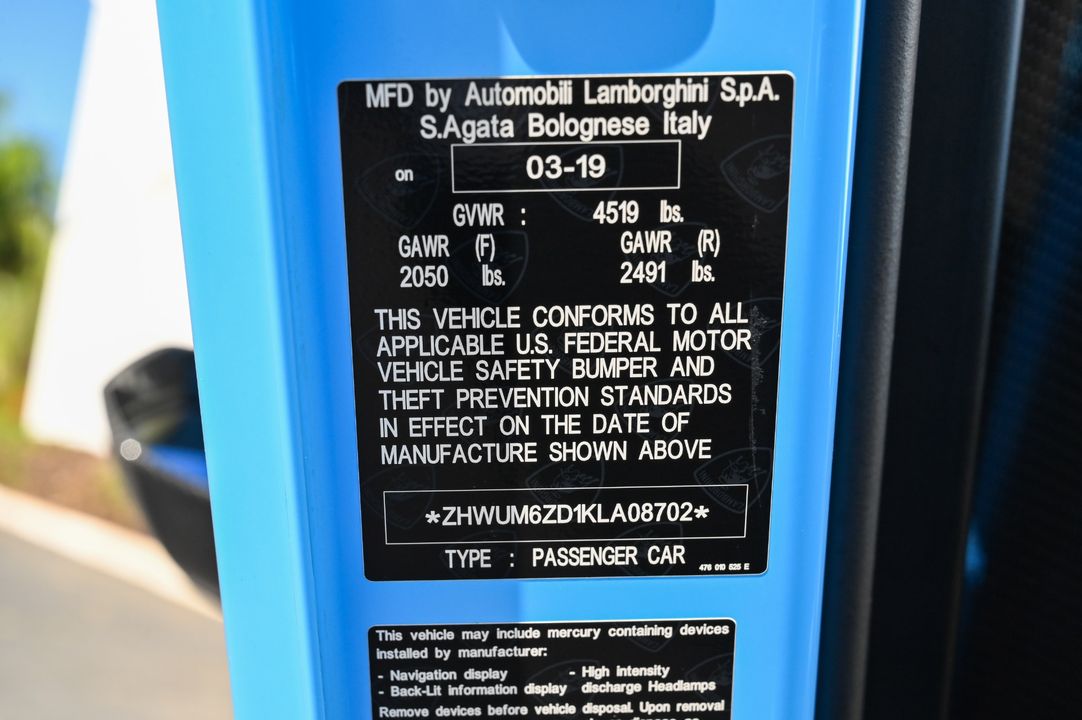 MFD by Automobili Lamborghini S.p.A.
S.Agata Bolognese Italy
on 03-19
GVWR : 4519 lbs.
GAWR (F) GAWR (R)
2050 lbs. 2491 lbs.
THIS VEHICLE CONFORMS TO ALL
APPLICABLE U.S. FEDERAL MOTOR
VEHICLE SAFETY BUMPER AND
THEFT PREVENTION STANDARDS
IN EFFECT ON THE DATE OF
MANUFACTURE SHOWN ABOVE
*ZHWUM6ZD1KLA08702*
TYPE : PASSENGER CAR
476 010 525 E
This vehicle may include mercury containing devices
installed by manufacturer:
- Navigation display - High intensity
- Back-Lit information display discharge Headlamps
Remove devices before vehicle disposal. Upon removal